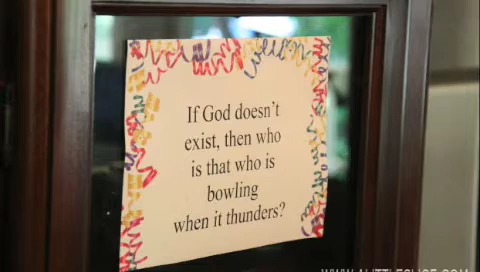 If God doesn't
exist, then who
is that who is
bowling
when it thunders?